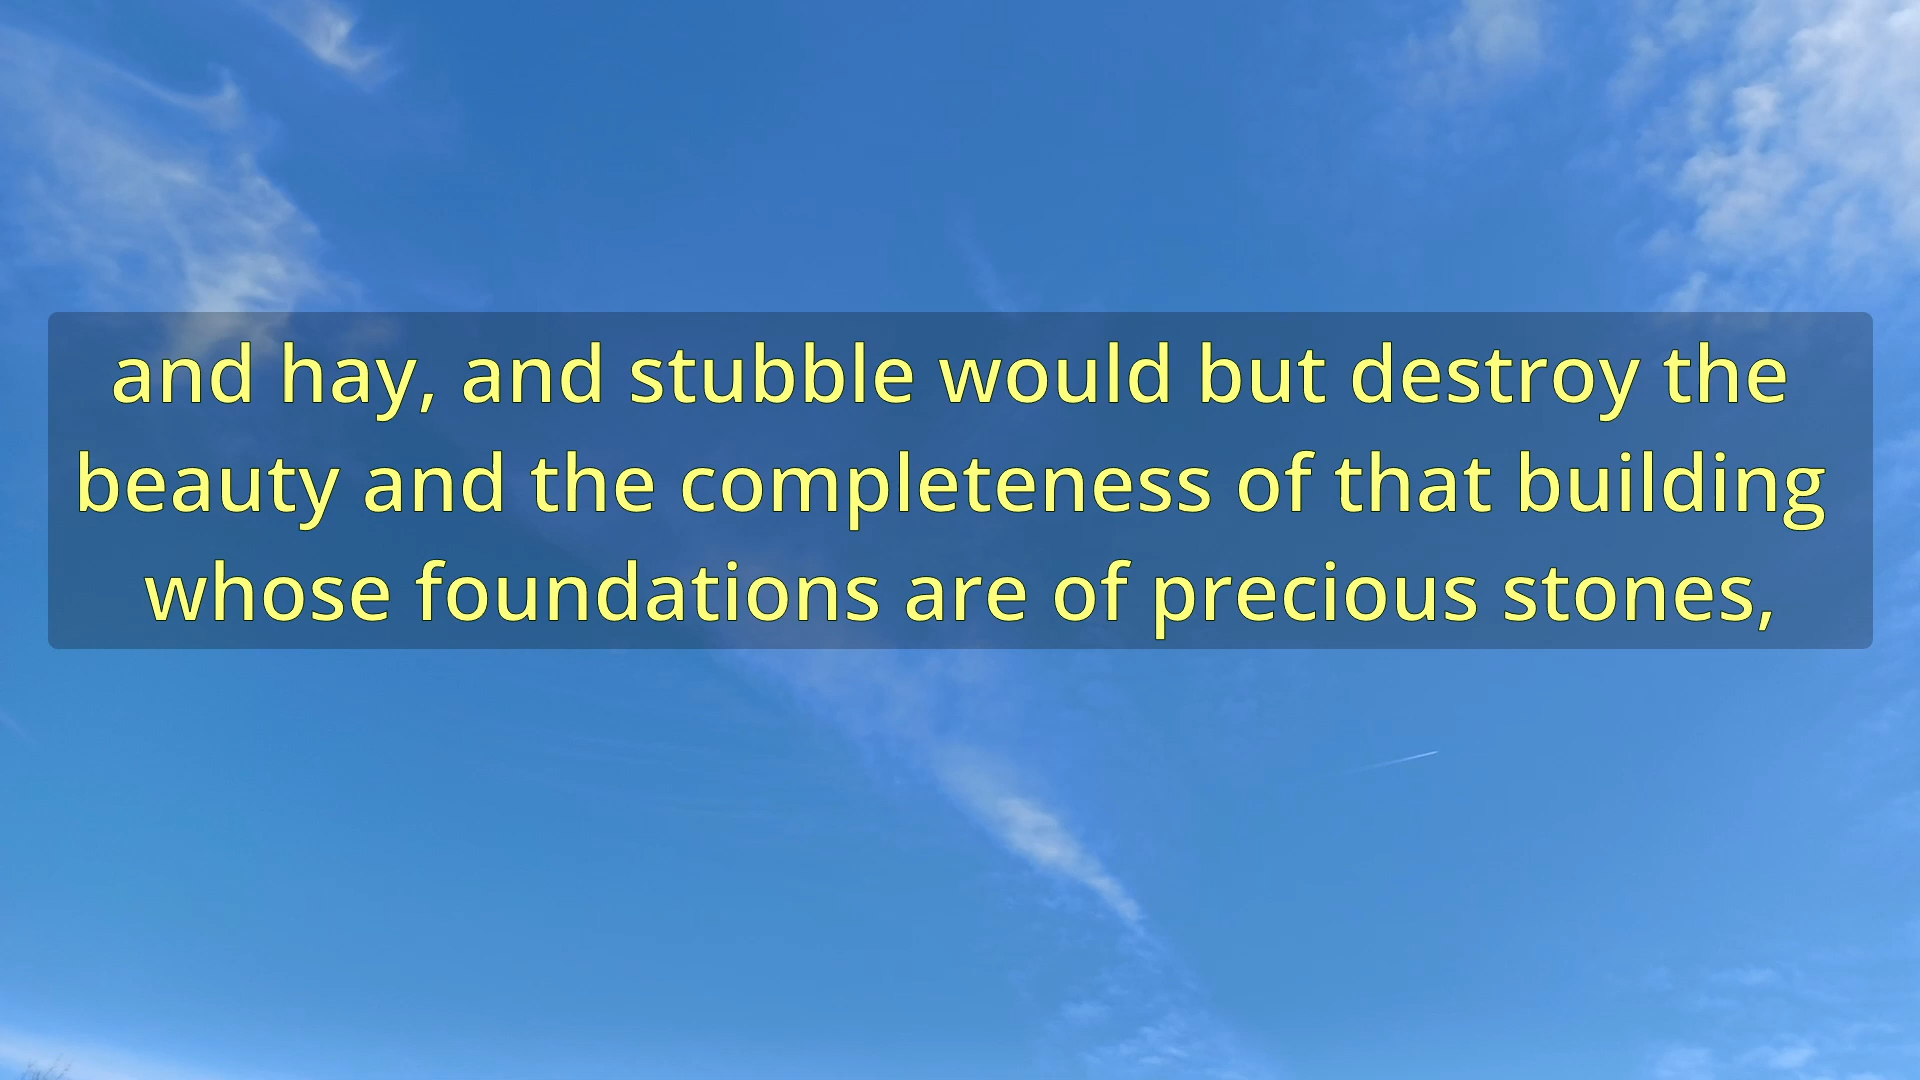 and hay, and stubble would but destroy the
beauty and the completeness of that building
whose foundations are of precious stones,